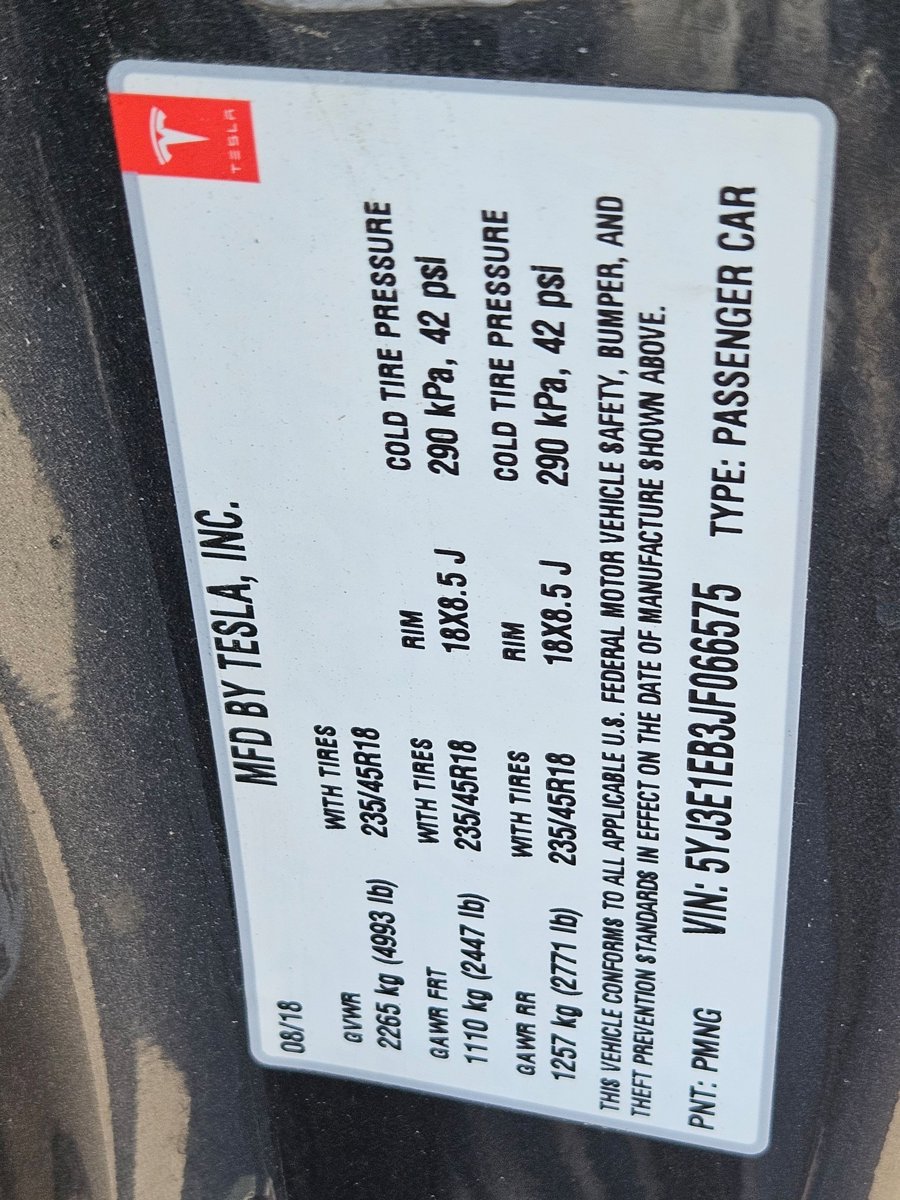 TESLA
MFD BY TESLA, INC.
08/18
GVWR WITH TIRES
2265 kg (4993 lb) 235/45R18
GAWR FRT WITH TIRES RIM COLD TIRE PRESSURE
1110 kg (2447 lb) 235/45R18 18X8.5 J 290 kPa, 42 psi
GAWR RR WITH TIRES RIM COLD TIRE PRESSURE
1257 kg (2771 lb) 235/45R18 18X8.5 J 290 kPa, 42 psi
THIS VEHICLE CONFORMS TO ALL APPLICABLE U.S. FEDERAL MOTOR VEHICLE SAFETY, BUMPER, AND
THEFT PREVENTION STANDARDS IN EFFECT ON THE DATE OF MANUFACTURE SHOWN ABOVE.
PNT: PMNG VIN: 5YJ3E1EB3JF066575 TYPE: PASSENGER CAR